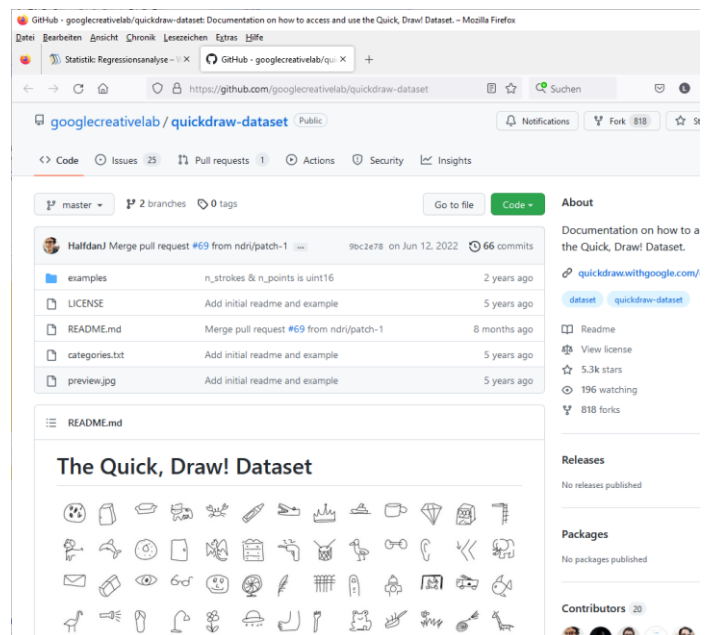 GitHub - googlecreativelab/quickdraw-dataset: Documentation on how to access and use the Quick, Draw! Dataset. – Mozilla Firefox
Datei Bearbeiten Ansicht Chronik Lesezeichen Extras Hilfe
Statistik: Regressionsanalyse –
GitHub - googlecreativelab/qui
https://github.com/googlecreativelab/quickdraw-dataset
Suchen
googlecreativelab / quickdraw-dataset Public
Notifications Fork 818
Code Issues 25 Pull requests 1 Actions Security Insights
master 2 branches 0 tags Go to file Code
HalfdanJ Merge pull request #69 from ndri/patch-1 ... 9bc2e78 on Jun 12, 2022 66 commits
examples n_strokes & n_points is uint16 2 years ago
LICENSE Add initial readme and example 5 years ago
README.md Merge pull request #69 from ndri/patch-1 8 months ago
categories.txt Add initial readme and example 5 years ago
preview.jpg Add initial readme and example 5 years ago
README.md
The Quick, Draw! Dataset
About
Documentation on how to a
the Quick, Draw! Dataset.
quickdraw.withgoogle.com/
dataset quickdraw-dataset
Readme
View license
5.3k stars
196 watching
818 forks
Releases
No releases published
Packages
No packages published
Contributors 20